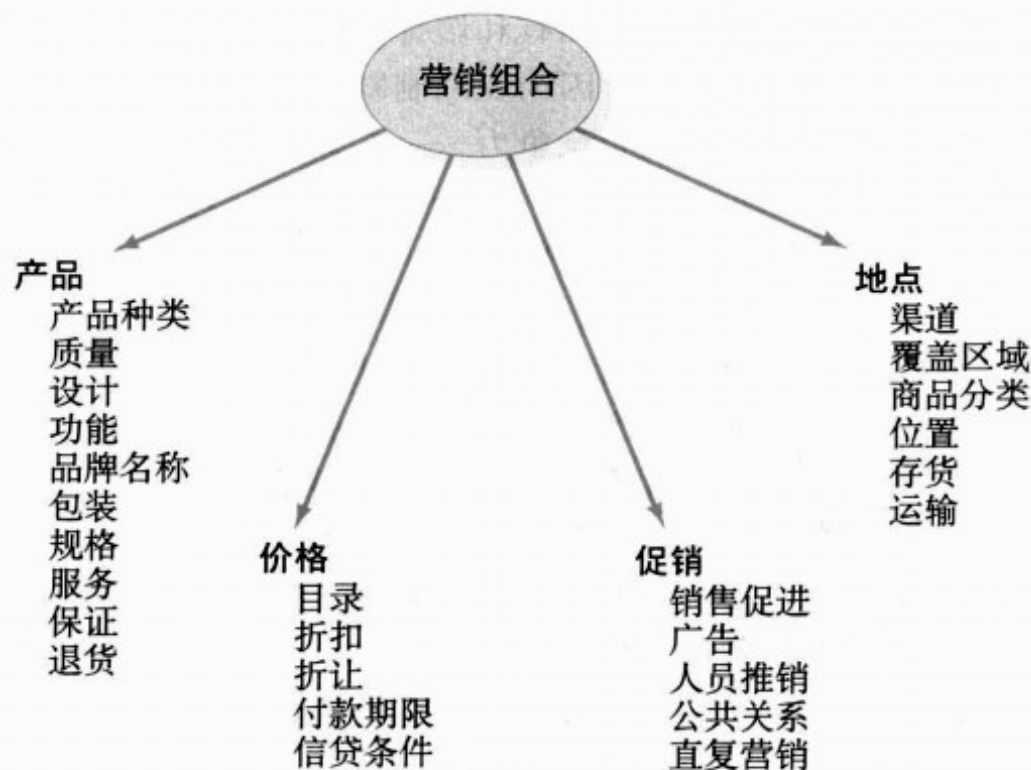 营销组合
产品
产品种类
质量
设计
功能
品牌名称
包装
规格
服务
保证
退货
价格
目录
折扣
折让
付款期限
信贷条件
促销
销售促进
广告
人员推销
公共关系
直复营销
地点
渠道
覆盖区域
商品分类
位置
存货
运输